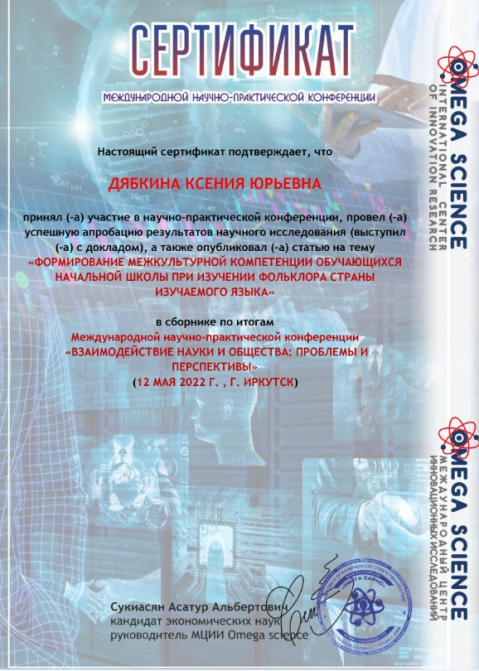 СЕРТИФИКАТ
МЕЖДУНАРОДНОЙ НАУЧНО-ПРАКТИЧЕСКОЙ КОНФЕРЕНЦИИ
Настоящий сертификат подтверждает, что
ДЯБКИНА КСЕНИЯ ЮРЬЕВНА
принял (-а) участие в научно-практической конференции, провел (-а)
успешную апробацию результатов научного исследования (выступил
(-а) с докладом), а также опубликовал (-а) статью на тему
«ФОРМИРОВАНИЕ МЕЖКУЛЬТУРНОЙ КОМПЕТЕНЦИИ ОБУЧАЮЩИХСЯ
НАЧАЛЬНОЙ ШКОЛЫ ПРИ ИЗУЧЕНИИ ФОЛЬКЛОРА СТРАНЫ
ИЗУЧАЕМОГО ЯЗЫКА»
в сборнике по итогам
Международной научно-практической конференции
«ВЗАИМОДЕЙСТВИЕ НАУКИ И ОБЩЕСТВА: ПРОБЛЕМЫ И
ПЕРСПЕКТИВЫ»
(12 МАЯ 2022 Г. , Г. ИРКУТСК)
Сукиасян Асатур Альбертович
кандидат экономических наук
руководитель МЦИИ Omega science
OMEGA SCIENCE
INTERNATIONAL CENTER
OF INNOVATION RESEARCH
OMEGA SCIENCE
МЕЖДУНАРОДНЫЙ ЦЕНТР
ИННОВАЦИОННЫХ ИССЛЕДОВАНИЙ